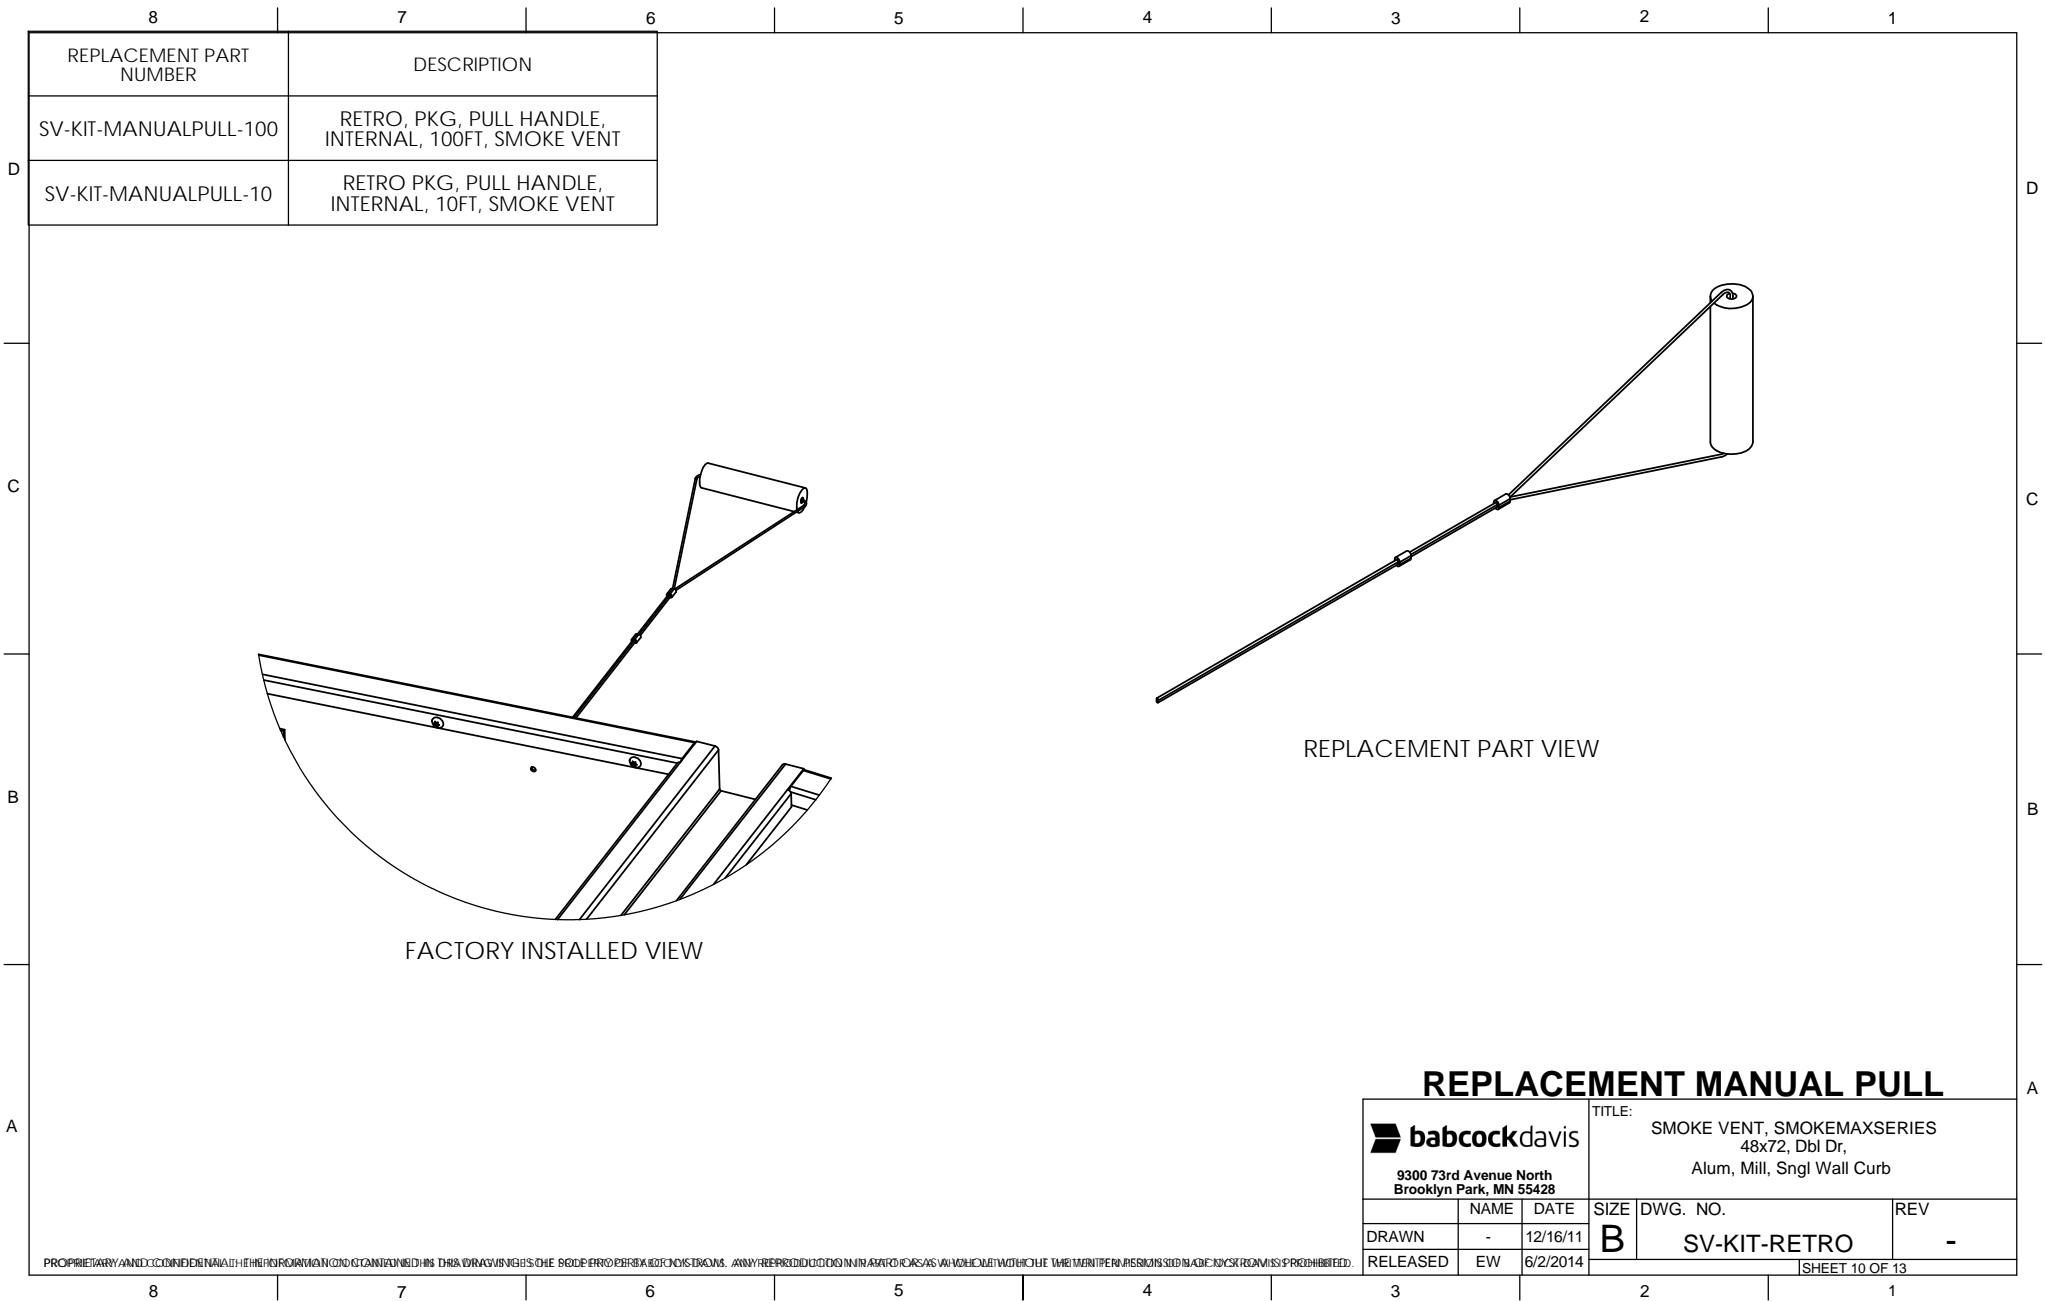 8 7 6 5 4 3 2 1
REPLACEMENT PART
NUMBER
DESCRIPTION
SV-KIT-MANUALPULL-100
RETRO, PKG, PULL HANDLE,
INTERNAL, 100FT, SMOKE VENT
SV-KIT-MANUALPULL-10
RETRO PKG, PULL HANDLE,
INTERNAL, 10FT, SMOKE VENT
D
D
C
C
REPLACEMENT PART VIEW
B
B
FACTORY INSTALLED VIEW
REPLACEMENT MANUAL PULL
A
A
babcockdavis
9300 73rd Avenue North
Brooklyn Park, MN 55428
TITLE:
SMOKE VENT, SMOKEMAXSERIES
48x72, Dbl Dr,
Alum, Mill, Sngl Wall Curb
NAME DATE
DRAWN - 12/16/11
RELEASED EW 6/2/2014
SIZE
B
DWG. NO.
SV-KIT-RETRO
REV
-
SHEET 10 OF 13
PROPRIETARY AND CONFIDENTIAL
8 7 6 5 4 3 2 1